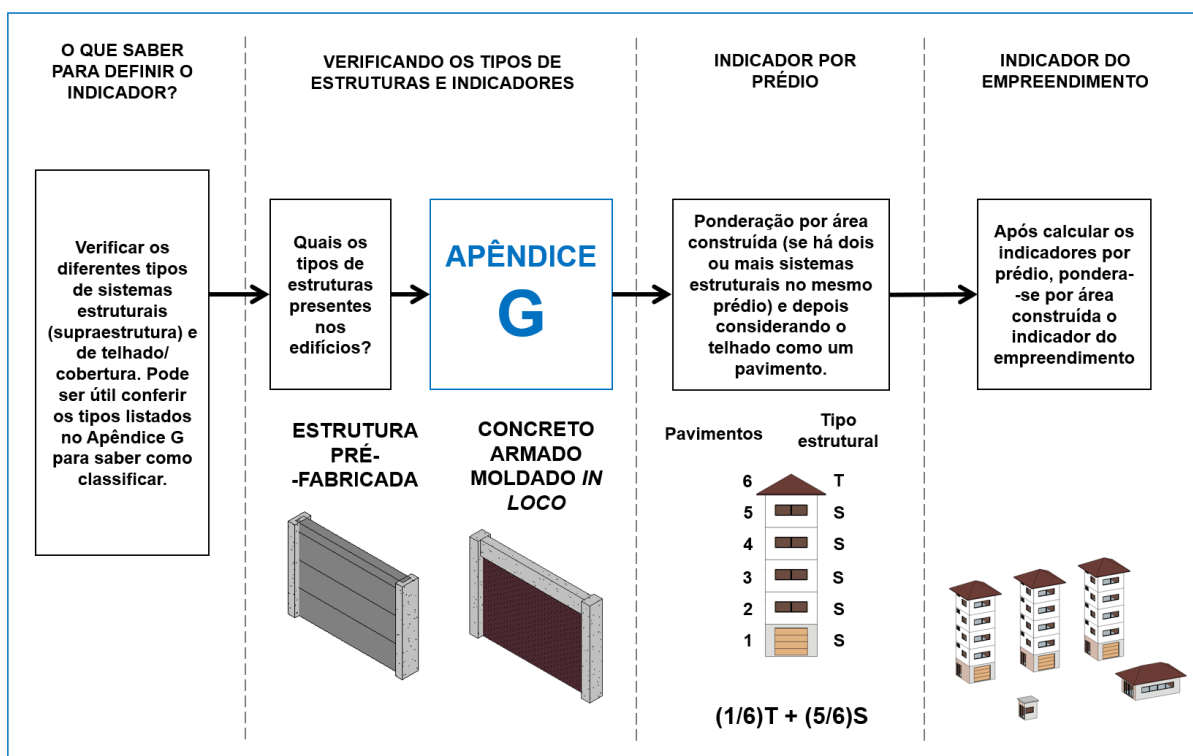 O QUE SABER
PARA DEFINIR O
INDICADOR?
Verificar os
diferentes tipos
de sistemas
estruturais
(supraestrutura) e
de telhado/
cobertura. Pode
ser útil conferir
os tipos listados
no Apêndice G
para saber como
classificar.
VERIFICANDO OS TIPOS DE
ESTRUTURAS E INDICADORES
Quais os
tipos de
estruturas
presentes
nos
edifícios?
APÊNDICE
G
ESTRUTURA
PRÉ-
-FABRICADA
CONCRETO
ARMADO
MOLDADO IN
LOCO
INDICADOR POR
PRÉDIO
Ponderação por área
construída (se há dois
ou mais sistemas
estruturais no mesmo
prédio) e depois
considerando o
telhado como um
pavimento.
Pavimentos
Tipo
estrutural
6 T
5 S
4 S
3 S
2 S
1 S
(1/6)T + (5/6)S
INDICADOR DO
EMPREENDIMENTO
Após calcular os
indicadores por
prédio, pondera-
-se por área
construída o
indicador do
empreendimento